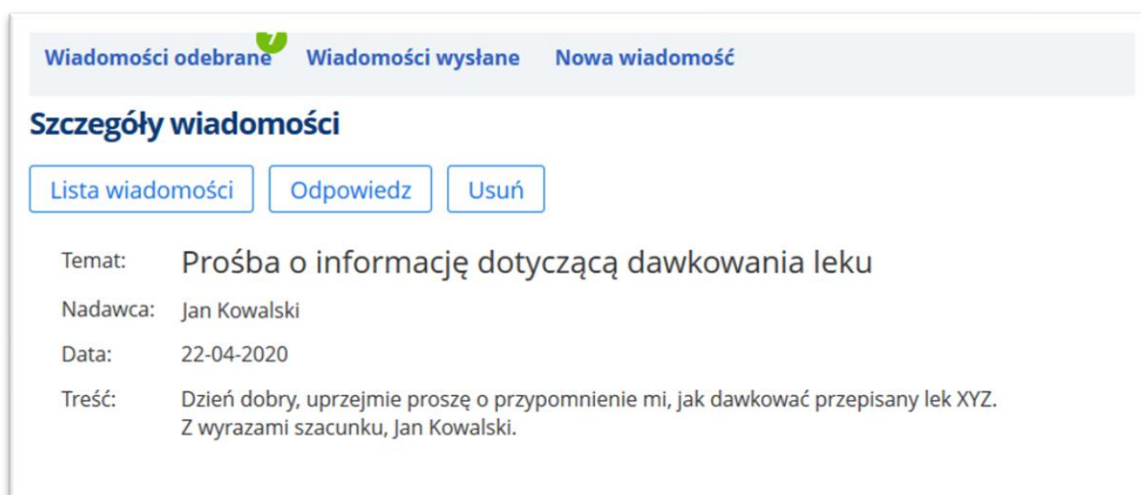 7
Wiadomości odebrane Wiadomości wysłane Nowa wiadomość
Szczegóły wiadomości
Lista wiadomości Odpowiedz Usuń
Temat: Prośba o informację dotyczącą dawkowania leku
Nadawca: Jan Kowalski
Data: 22-04-2020
Treść: Dzień dobry, uprzejmie proszę o przypomnienie mi, jak dawkować przepisany lek XYZ.
Z wyrazami szacunku, Jan Kowalski.